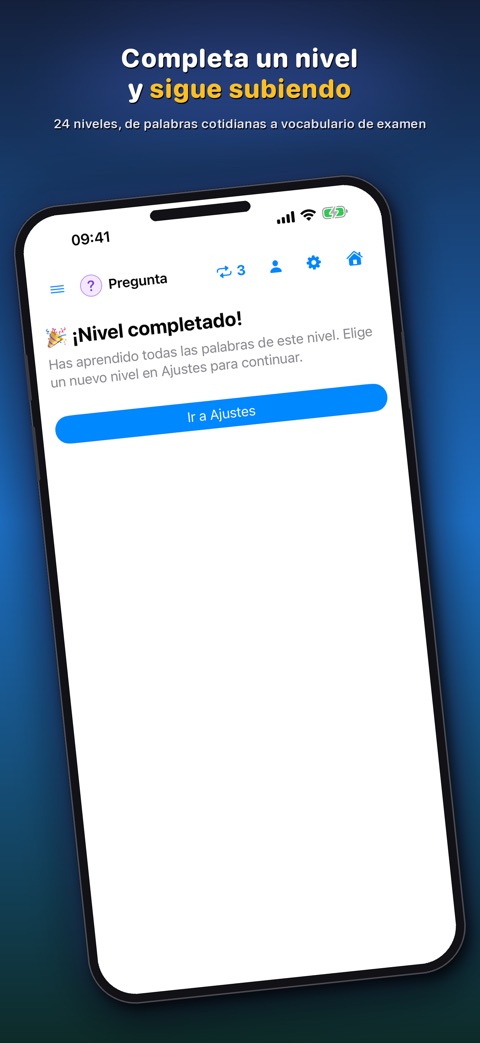 Completa un nivel
y sigue subiendo
24 niveles, de palabras cotidianas a vocabulario de examen
09:41
? Pregunta
3
🎉 ¡Nivel completado!
Has aprendido todas las palabras de este nivel. Elige
un nuevo nivel en Ajustes para continuar.
Ir a Ajustes